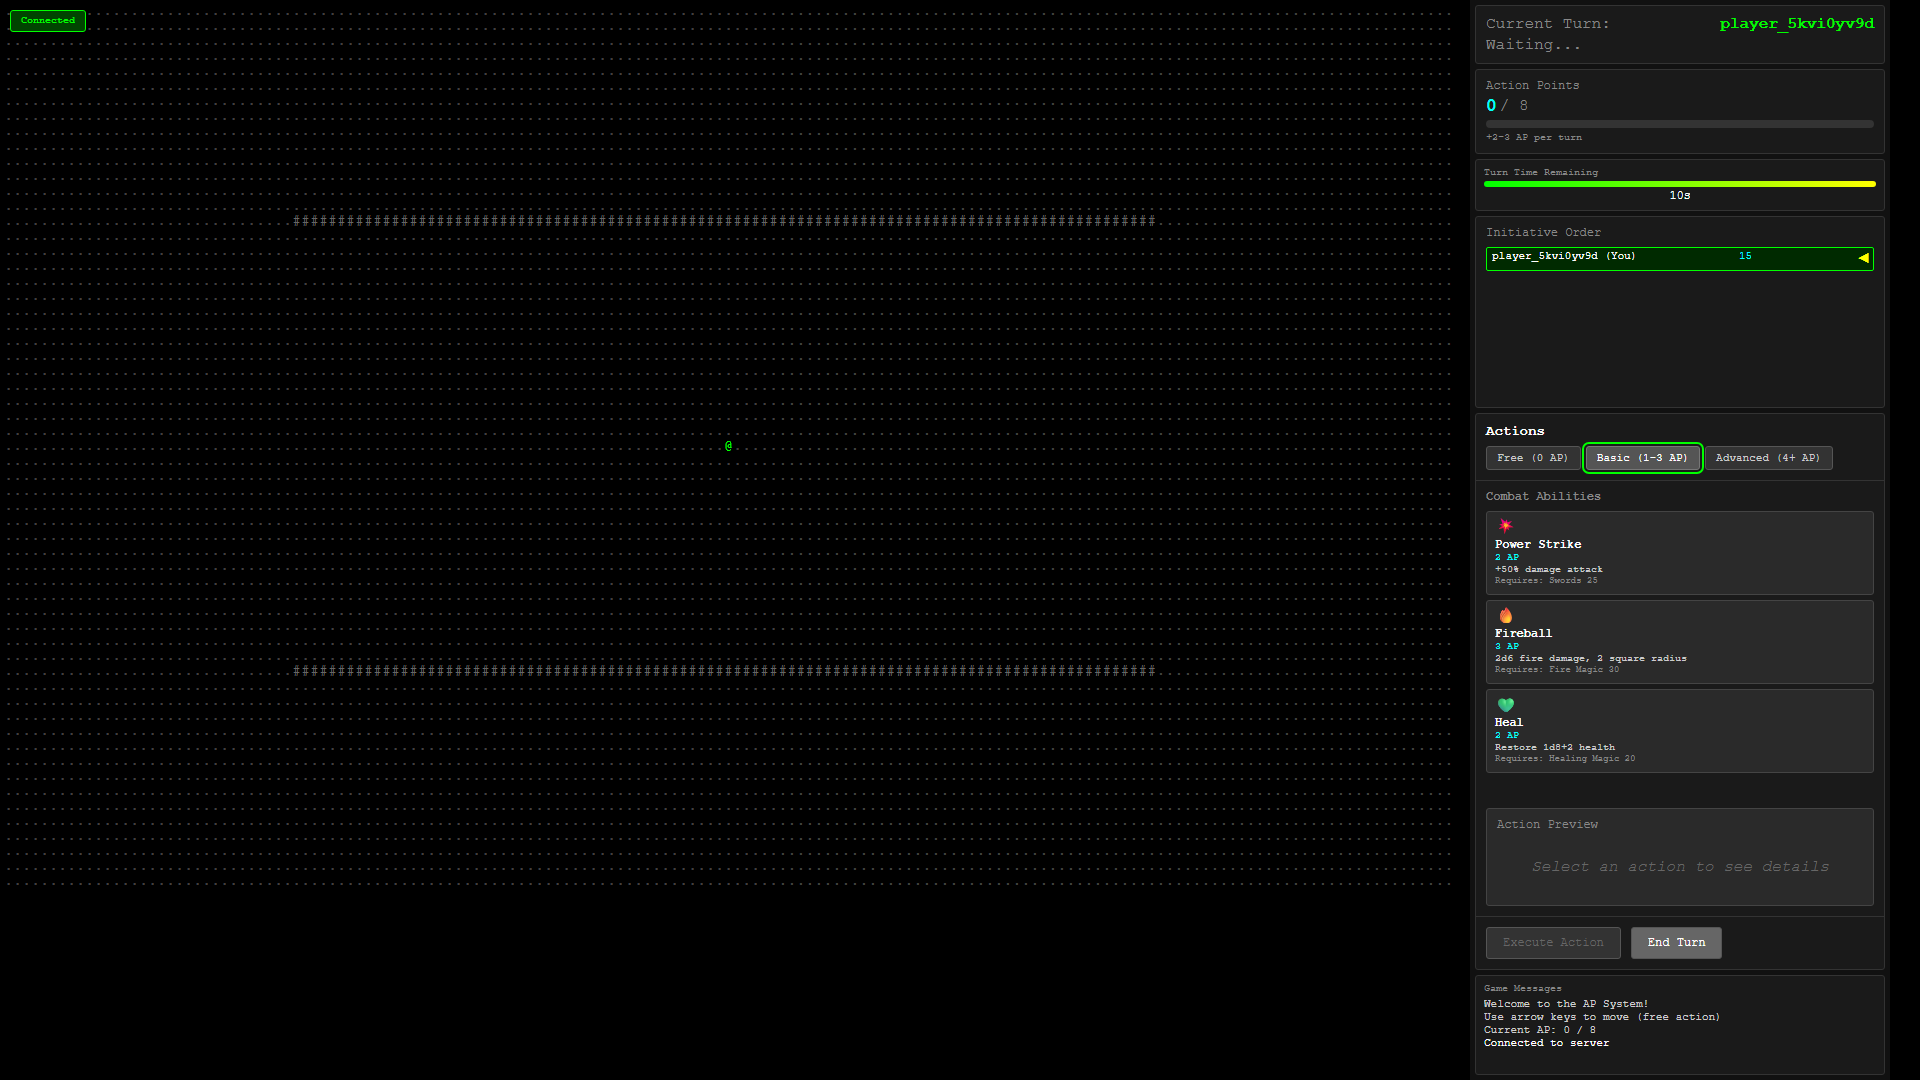 Connected
################################################################################################
@
################################################################################################
Current Turn: player_5kvi0yv9d
Waiting...
Action Points
0 / 8
+2-3 AP per turn
Turn Time Remaining
10s
Initiative Order
player_5kvi0yv9d (You) 15 ◀
Actions
Free (0 AP) Basic (1-3 AP) Advanced (4+ AP)
Combat Abilities
Power Strike
2 AP
+50% damage attack
Requires: Swords 25
Fireball
3 AP
2d6 fire damage, 2 square radius
Requires: Fire Magic 30
Heal
2 AP
Restore 1d8+2 health
Requires: Healing Magic 20
Action Preview
Select an action to see details
Execute Action End Turn
Game Messages
Welcome to the AP System!
Use arrow keys to move (free action)
Current AP: 0 / 8
Connected to server